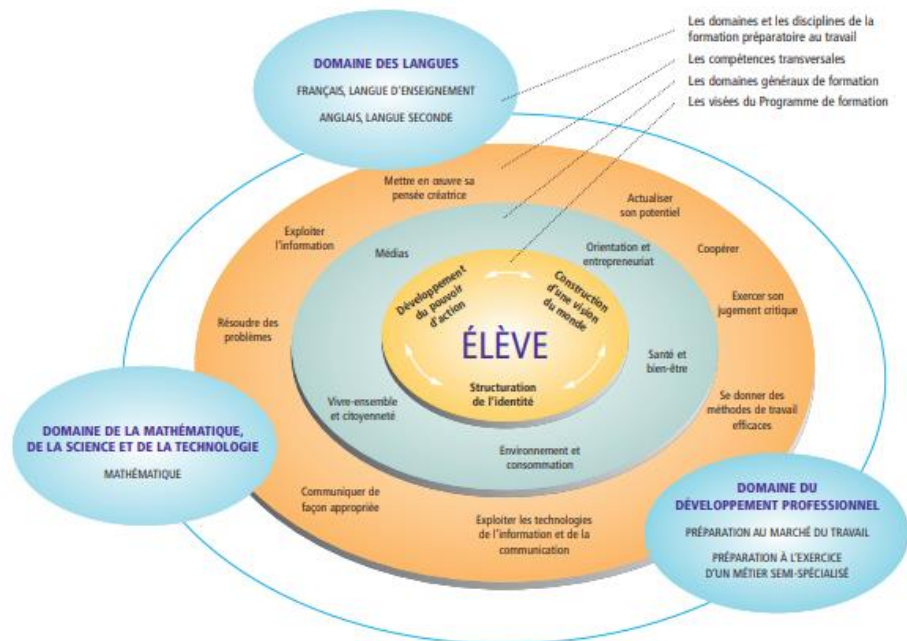 Les domaines et les disciplines de la
formation préparatoire au travail
Les compétences transversales
Les domaines généraux de formation
Les visées du Programme de formation
DOMAINE DES LANGUES
FRANÇAIS, LANGUE D'ENSEIGNEMENT
ANGLAIS, LANGUE SECONDE
Mettre en œuvre sa
pensée créatrice
Actualiser
son potentiel
Exploiter
l'information
Coopérer
Médias
Orientation et
entrepreneuriat
Exercer son
jugement critique
Résoudre des
problèmes
Développement
du pouvoir
d'action
Construction
d'une vision
du monde
ÉLÈVE
Structuration
de l'identité
Santé et
bien-être
Vivre-ensemble
et citoyenneté
Se donner des
méthodes de travail
efficaces
Environnement et
consommation
DOMAINE DE LA MATHÉMATIQUE,
DE LA SCIENCE ET DE LA TECHNOLOGIE
MATHÉMATIQUE
Communiquer de
façon appropriée
Exploiter les technologies
de l'information et de la
communication
DOMAINE DU
DÉVELOPPEMENT PROFESSIONNEL
PRÉPARATION AU MARCHÉ DU TRAVAIL
PRÉPARATION À L'EXERCICE
D'UN MÉTIER SEMI-SPÉCIALISÉ